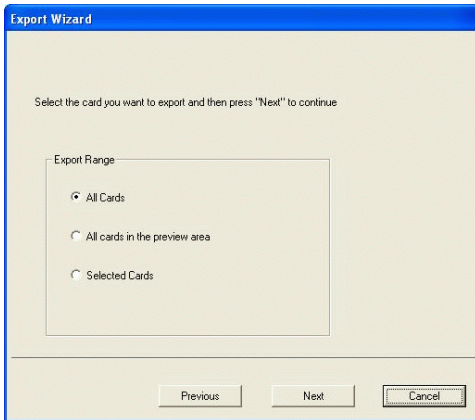 Export Wizard
Select the card you want to export and then press "Next" to continue
Export Range
All Cards
All cards in the preview area
Selected Cards
Previous
Next
Cancel